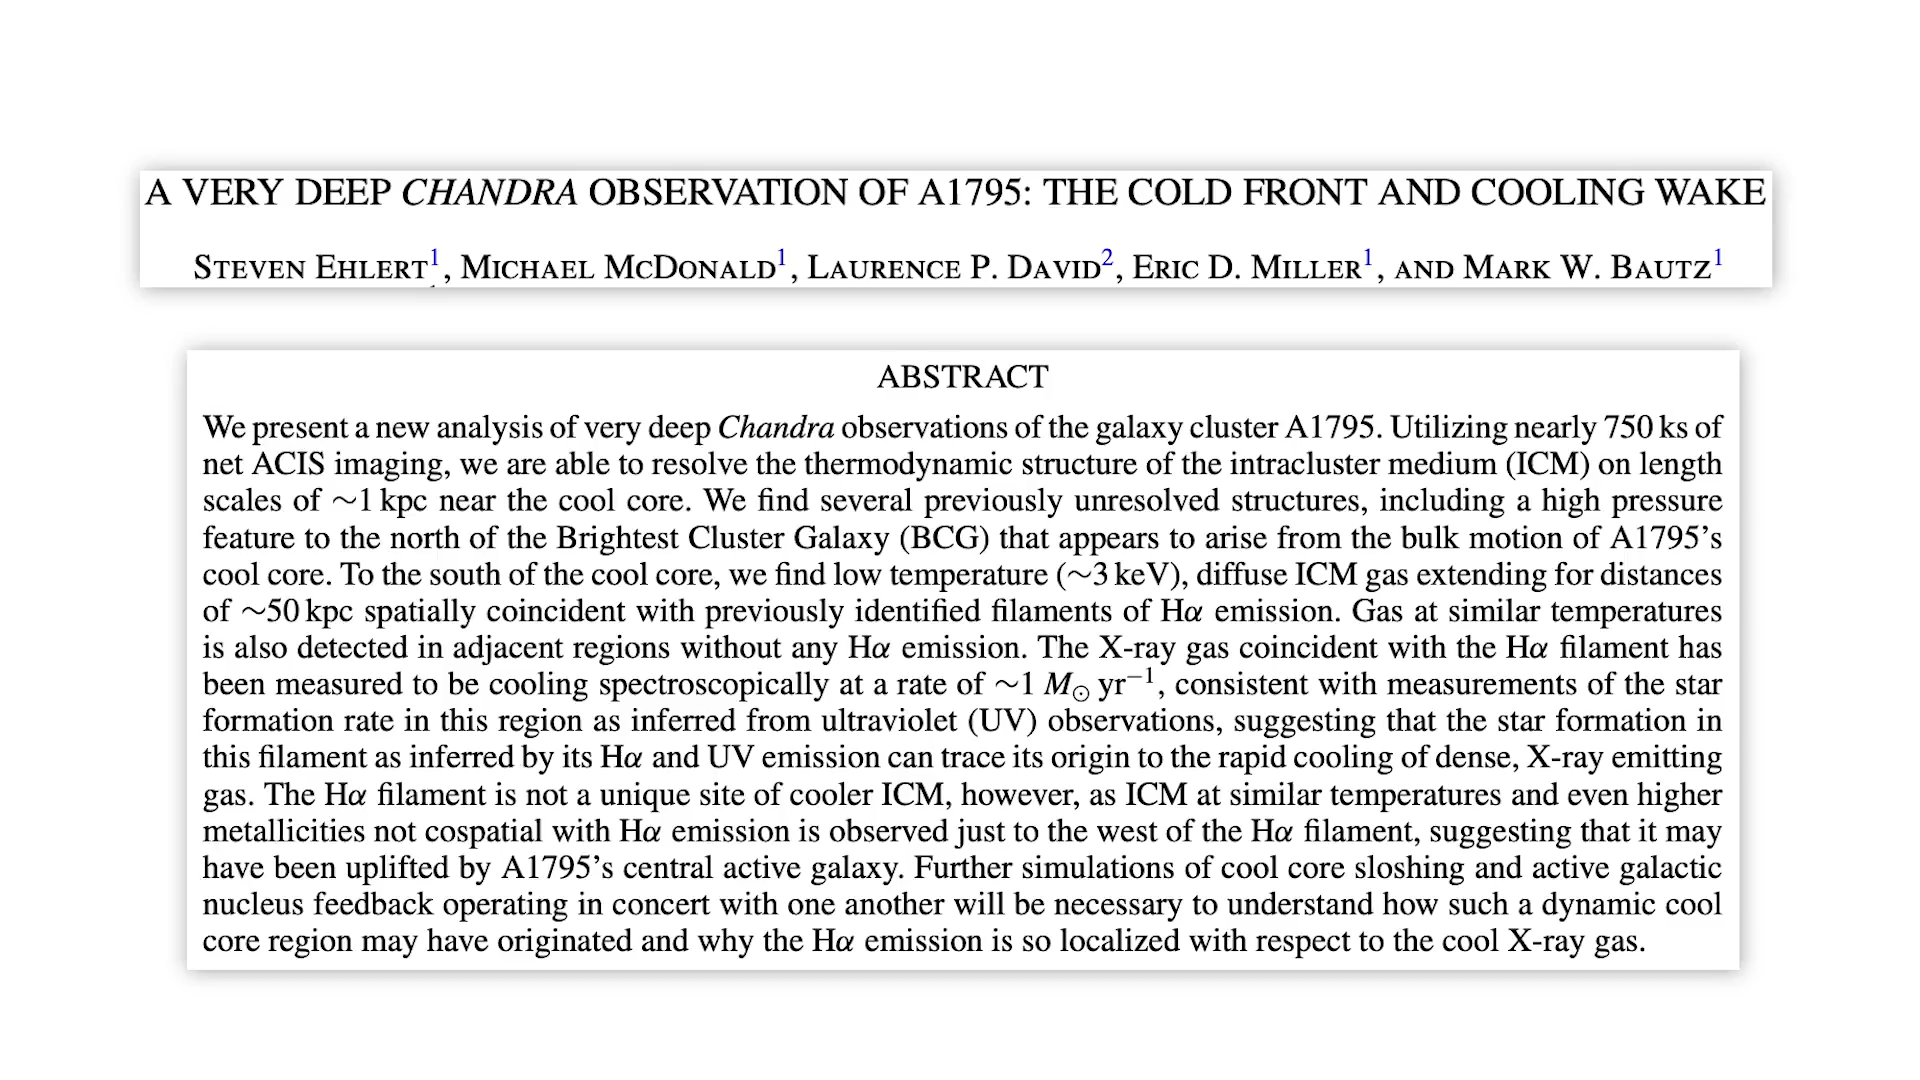 A VERY DEEP CHANDRA OBSERVATION OF A1795: THE COLD FRONT AND COOLING WAKE
STEVEN EHLERT1, MICHAEL MCDONALD1, LAURENCE P. DAVID2, ERIC D. MILLER1, AND MARK W. BAUTZ1
ABSTRACT
We present a new analysis of very deep Chandra observations of the galaxy cluster A1795. Utilizing nearly 750 ks of
net ACIS imaging, we are able to resolve the thermodynamic structure of the intracluster medium (ICM) on length
scales of ∼1 kpc near the cool core. We find several previously unresolved structures, including a high pressure
feature to the north of the Brightest Cluster Galaxy (BCG) that appears to arise from the bulk motion of A1795’s
cool core. To the south of the cool core, we find low temperature (∼3 keV), diffuse ICM gas extending for distances
of ∼50 kpc spatially coincident with previously identified filaments of Hα emission. Gas at similar temperatures
is also detected in adjacent regions without any Hα emission. The X-ray gas coincident with the Hα filament has
been measured to be cooling spectroscopically at a rate of ∼1 M⊙ yr−1, consistent with measurements of the star
formation rate in this region as inferred from ultraviolet (UV) observations, suggesting that the star formation in
this filament as inferred by its Hα and UV emission can trace its origin to the rapid cooling of dense, X-ray emitting
gas. The Hα filament is not a unique site of cooler ICM, however, as ICM at similar temperatures and even higher
metallicities not cospatial with Hα emission is observed just to the west of the Hα filament, suggesting that it may
have been uplifted by A1795’s central active galaxy. Further simulations of cool core sloshing and active galactic
nucleus feedback operating in concert with one another will be necessary to understand how such a dynamic cool
core region may have originated and why the Hα emission is so localized with respect to the cool X-ray gas.